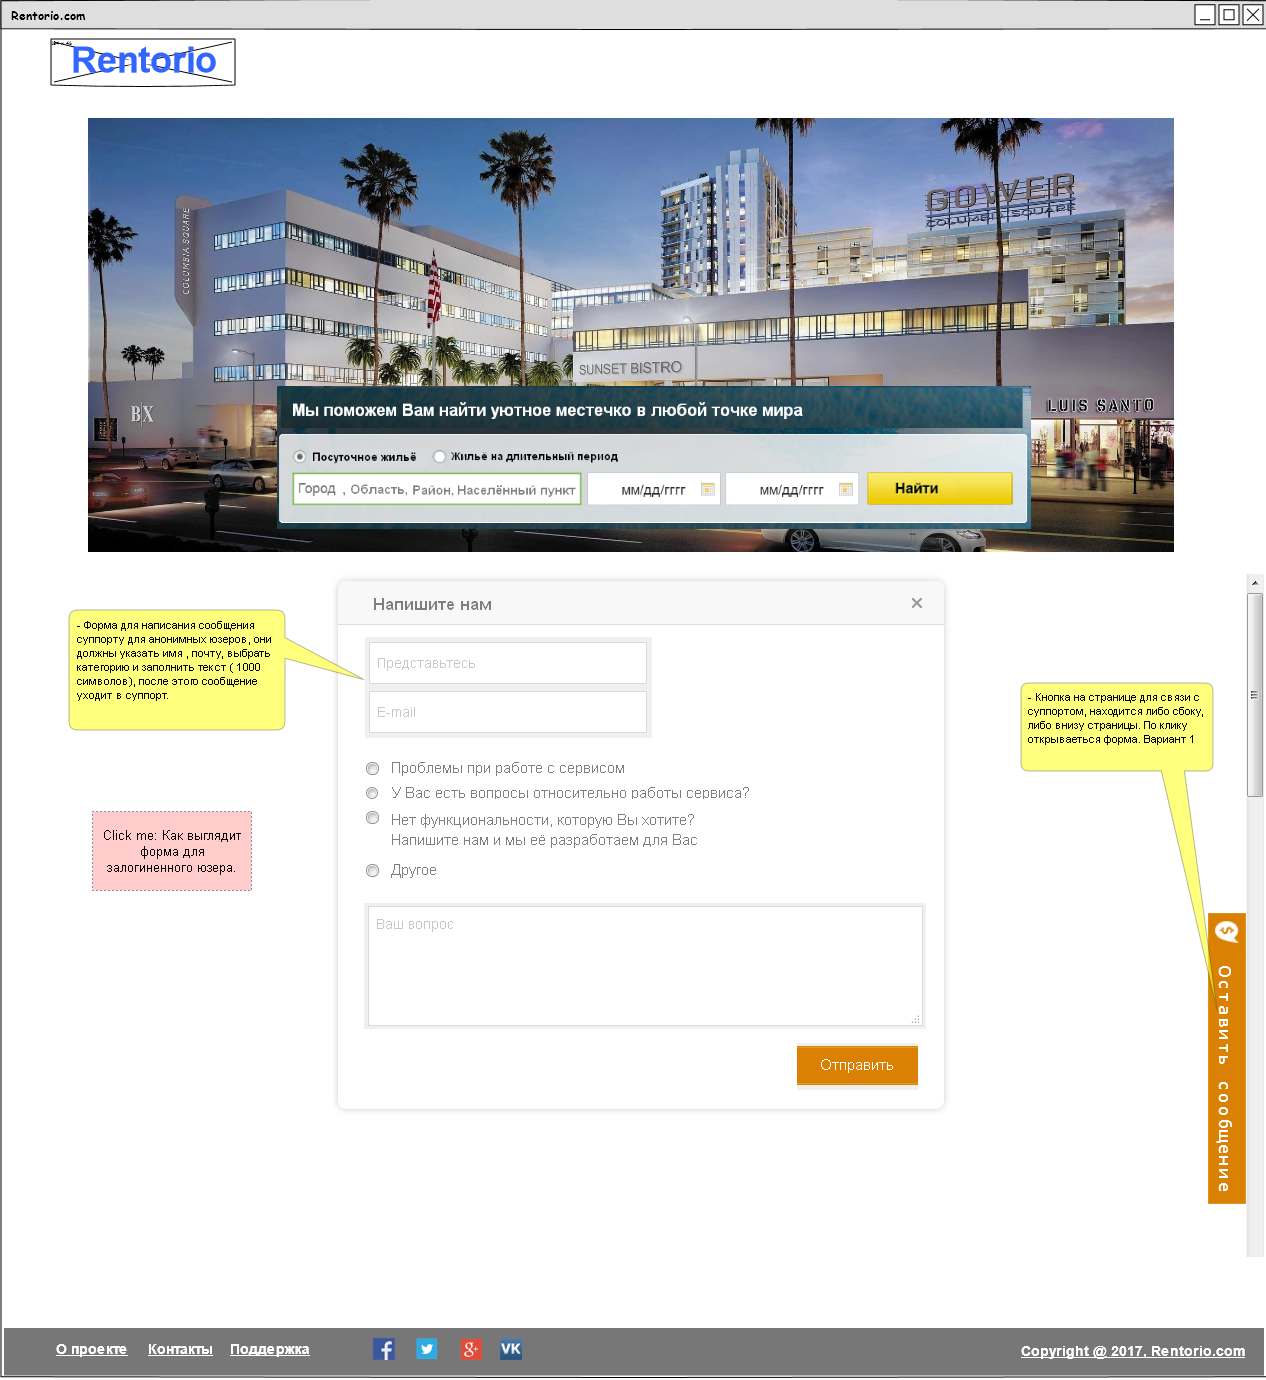 Rentorio.com
Rentorio
COLUMBIA SQUARE
GOWER
COLUMBIA SQUARE
SUNSET BISTRO
B|X
LUIS SANTO
Мы поможем Вам найти уютное местечко в любой точке мира
Посуточное жильё
Жильё на длительный период
Город , Область, Район, Населённый пункт
мм/дд/гггг
мм/дд/гггг
Найти
Напишите нам
- Форма для написания сообщения
суппорту для анонимных юзеров, они
должны указать имя , почту, выбрать
категорию и заполнить текст ( 1000
символов), после этого сообщение
уходит в суппорт.
Представьтесь
E-mail
- Кнопка на странице для связи с
суппортом, находится либо сбоку,
либо внизу страницы. По клику
открываеться форма. Вариант 1
Проблемы при работе с сервисом
У Вас есть вопросы относительно работы сервиса?
Нет функциональности, которую Вы хотите?
Напишите нам и мы её разработаем для Вас
Другое
Click me: Как выглядит
форма для
залогиненного юзера.
Ваш вопрос
Оставить сообщение
Отправить
О проекте
Контакты
Поддержка
f
g+
VK
Copyright @ 2017, Rentorio.com